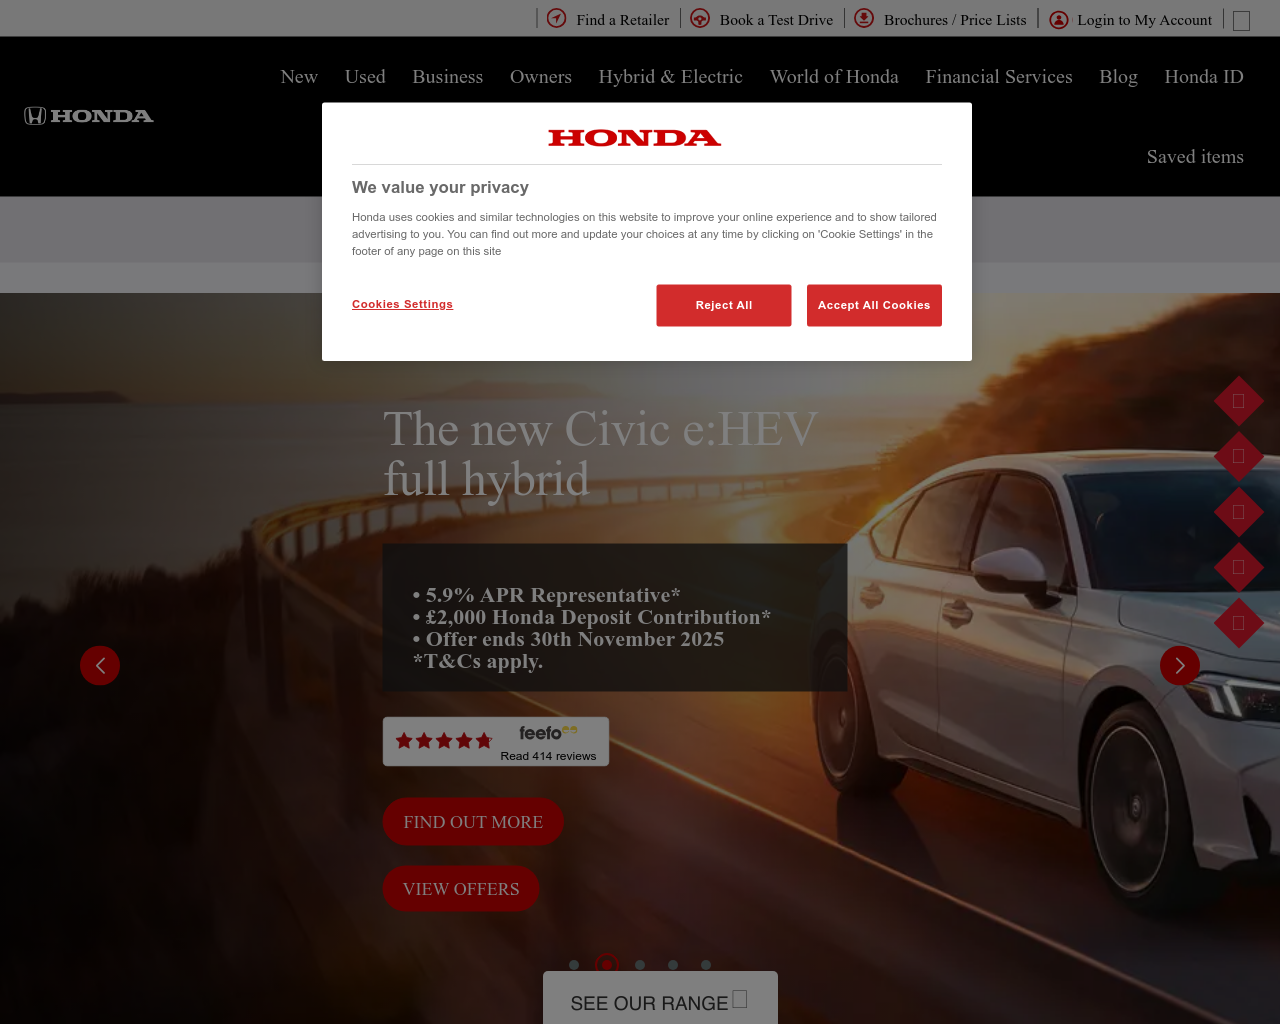 Find a Retailer
Book a Test Drive
Brochures / Price Lists
Login to My Account
HONDA
New
Used
Business
Owners
Hybrid & Electric
World of Honda
Financial Services
Blog
Honda ID
Saved items
HONDA
We value your privacy
Honda uses cookies and similar technologies on this website to improve your online experience and to show tailored
advertising to you. You can find out more and update your choices at any time by clicking on 'Cookie Settings' in the
footer of any page on this site
Cookies Settings
Reject All
Accept All Cookies
The new Civic e:HEV
full hybrid
• 5.9% APR Representative*
• £2,000 Honda Deposit Contribution*
• Offer ends 30th November 2025
*T&Cs apply.
feefo
Read 414 reviews
FIND OUT MORE
VIEW OFFERS
SEE OUR RANGE